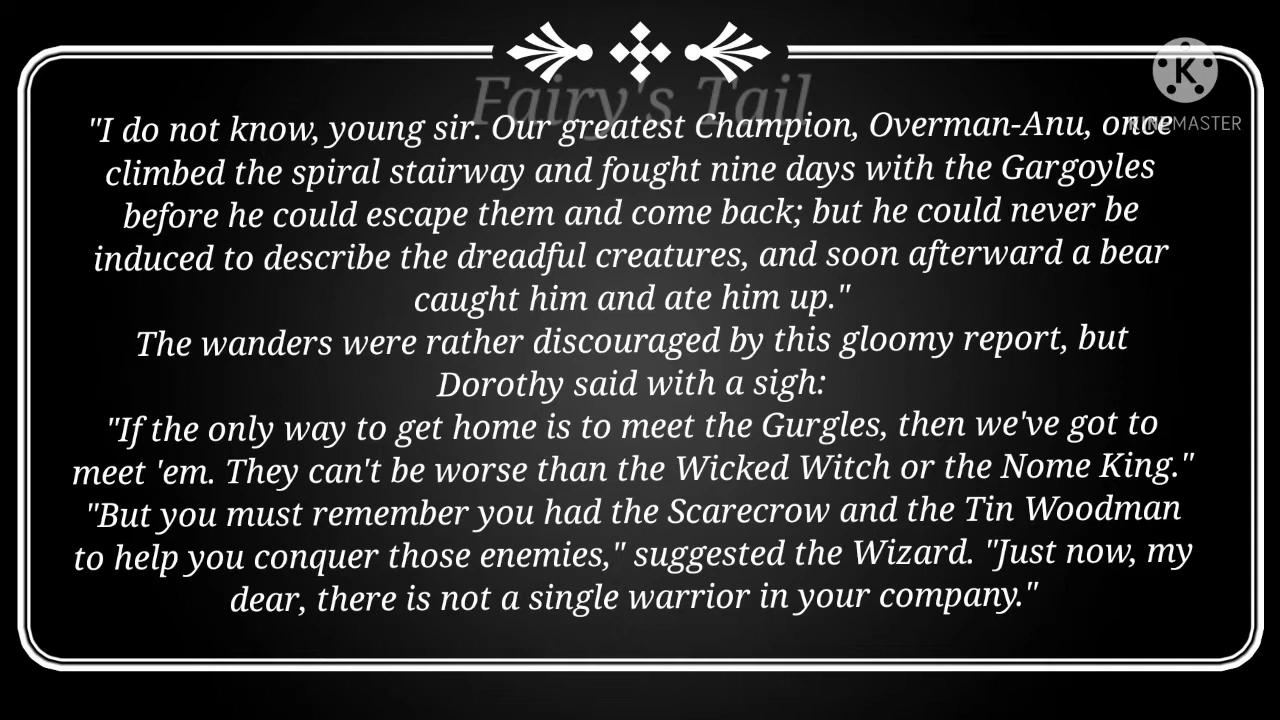 Fairy's Tail
"I do not know, young sir. Our greatest Champion, Overman-Anu, once
KINEMASTER
climbed the spiral stairway and fought nine days with the Gargoyles
before he could escape them and come back; but he could never be
induced to describe the dreadful creatures, and soon afterward a bear
caught him and ate him up."
The wanders were rather discouraged by this gloomy report, but
Dorothy said with a sigh:
"If the only way to get home is to meet the Gurgles, then we've got to
meet 'em. They can't be worse than the Wicked Witch or the Nome King."
"But you must remember you had the Scarecrow and the Tin Woodman
to help you conquer those enemies," suggested the Wizard. "Just now, my
dear, there is not a single warrior in your company."